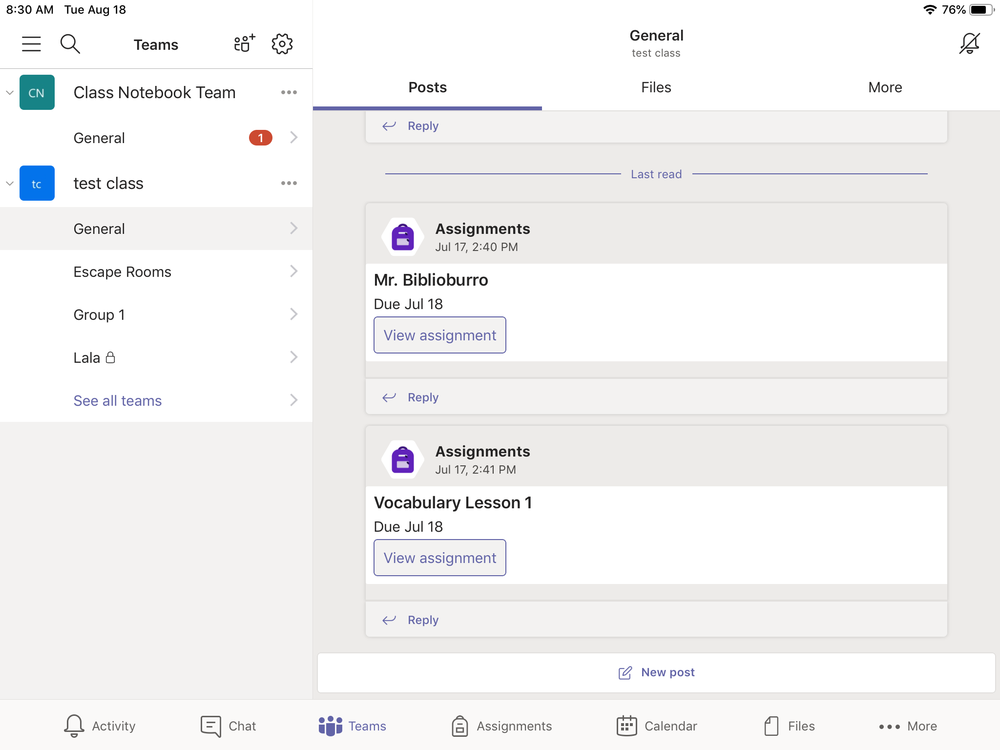 8:30 AM Tue Aug 18
76%
Teams
CN
Class Notebook Team
General
1
tc
test class
General
Escape Rooms
Group 1
Lala
See all teams
General
test class
Posts
Files
More
Reply
Last read
Assignments
Jul 17, 2:40 PM
Mr. Biblioburro
Due Jul 18
View assignment
Reply
Assignments
Jul 17, 2:41 PM
Vocabulary Lesson 1
Due Jul 18
View assignment
Reply
New post
Activity
Chat
Teams
Assignments
Calendar
Files
More